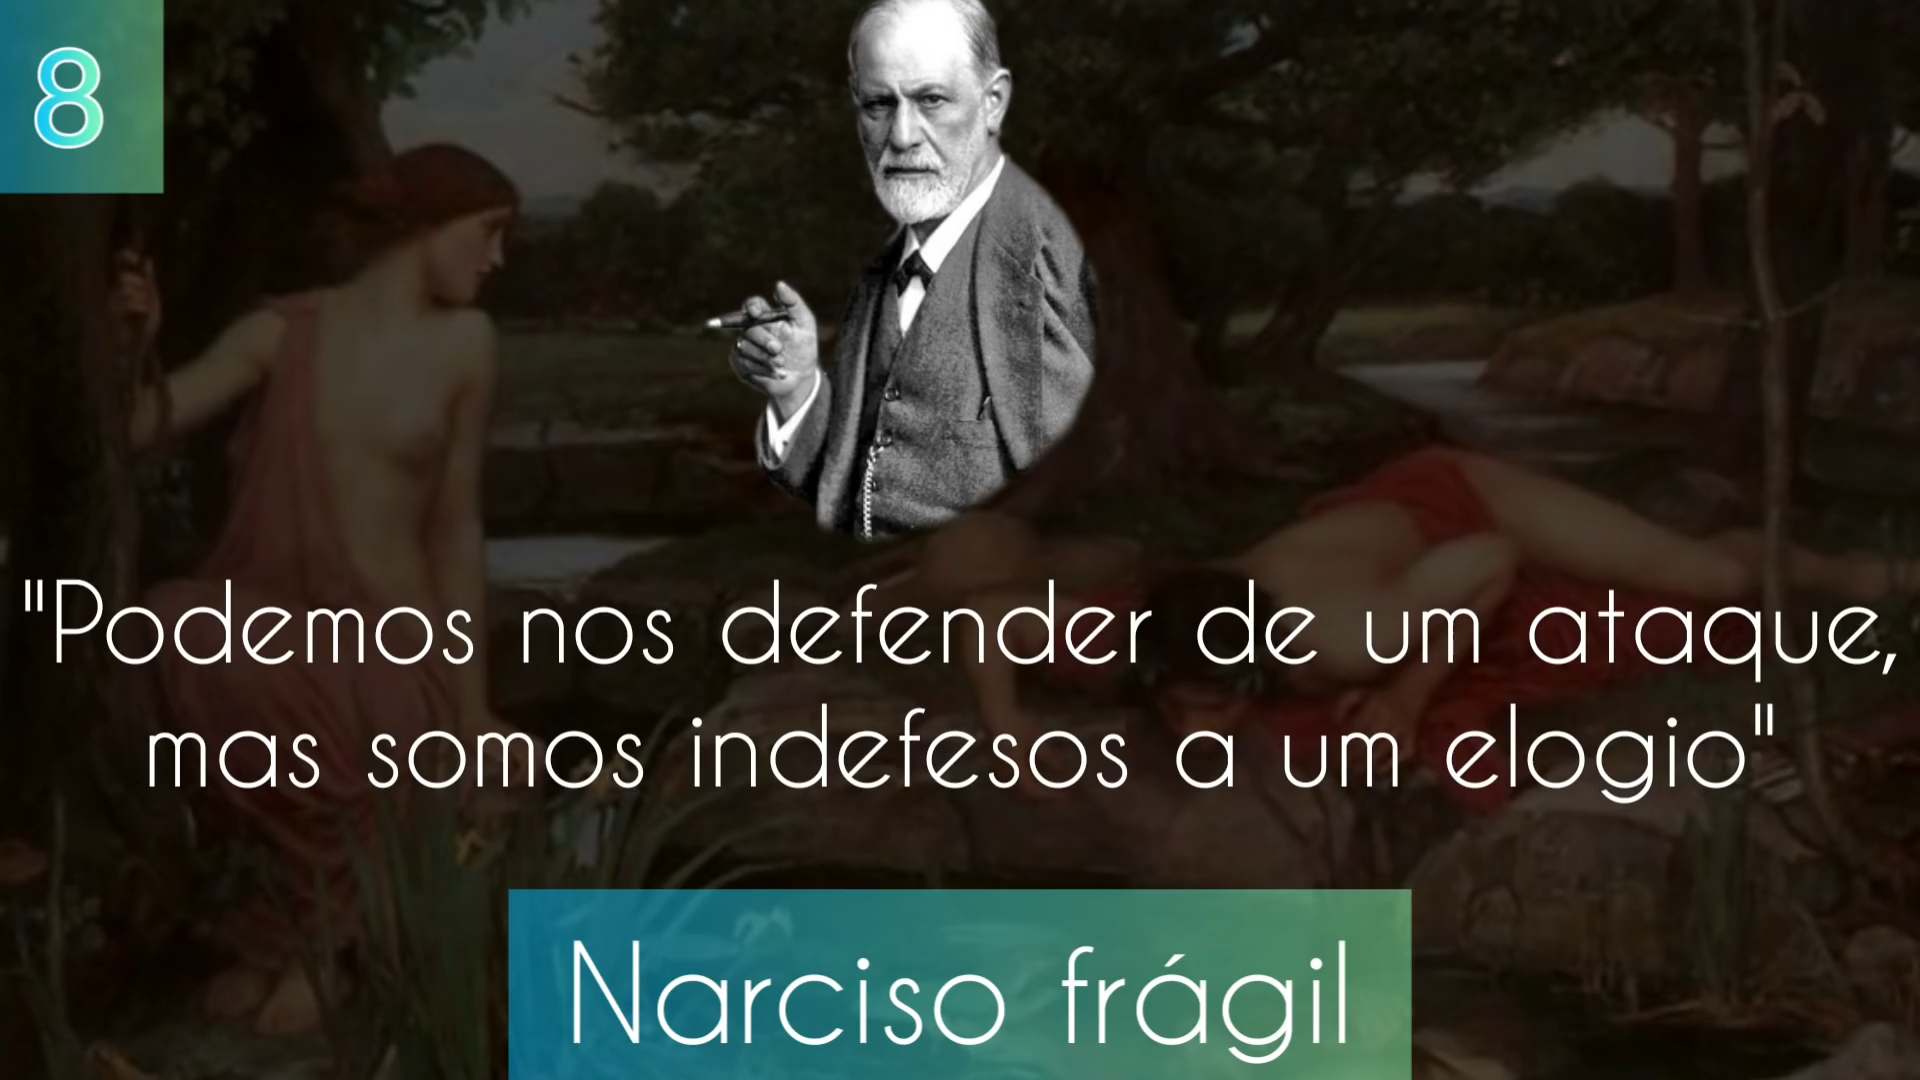 8
"Podemos nos defender de um ataque,
mas somos indefesos a um elogio"
Narciso frágil